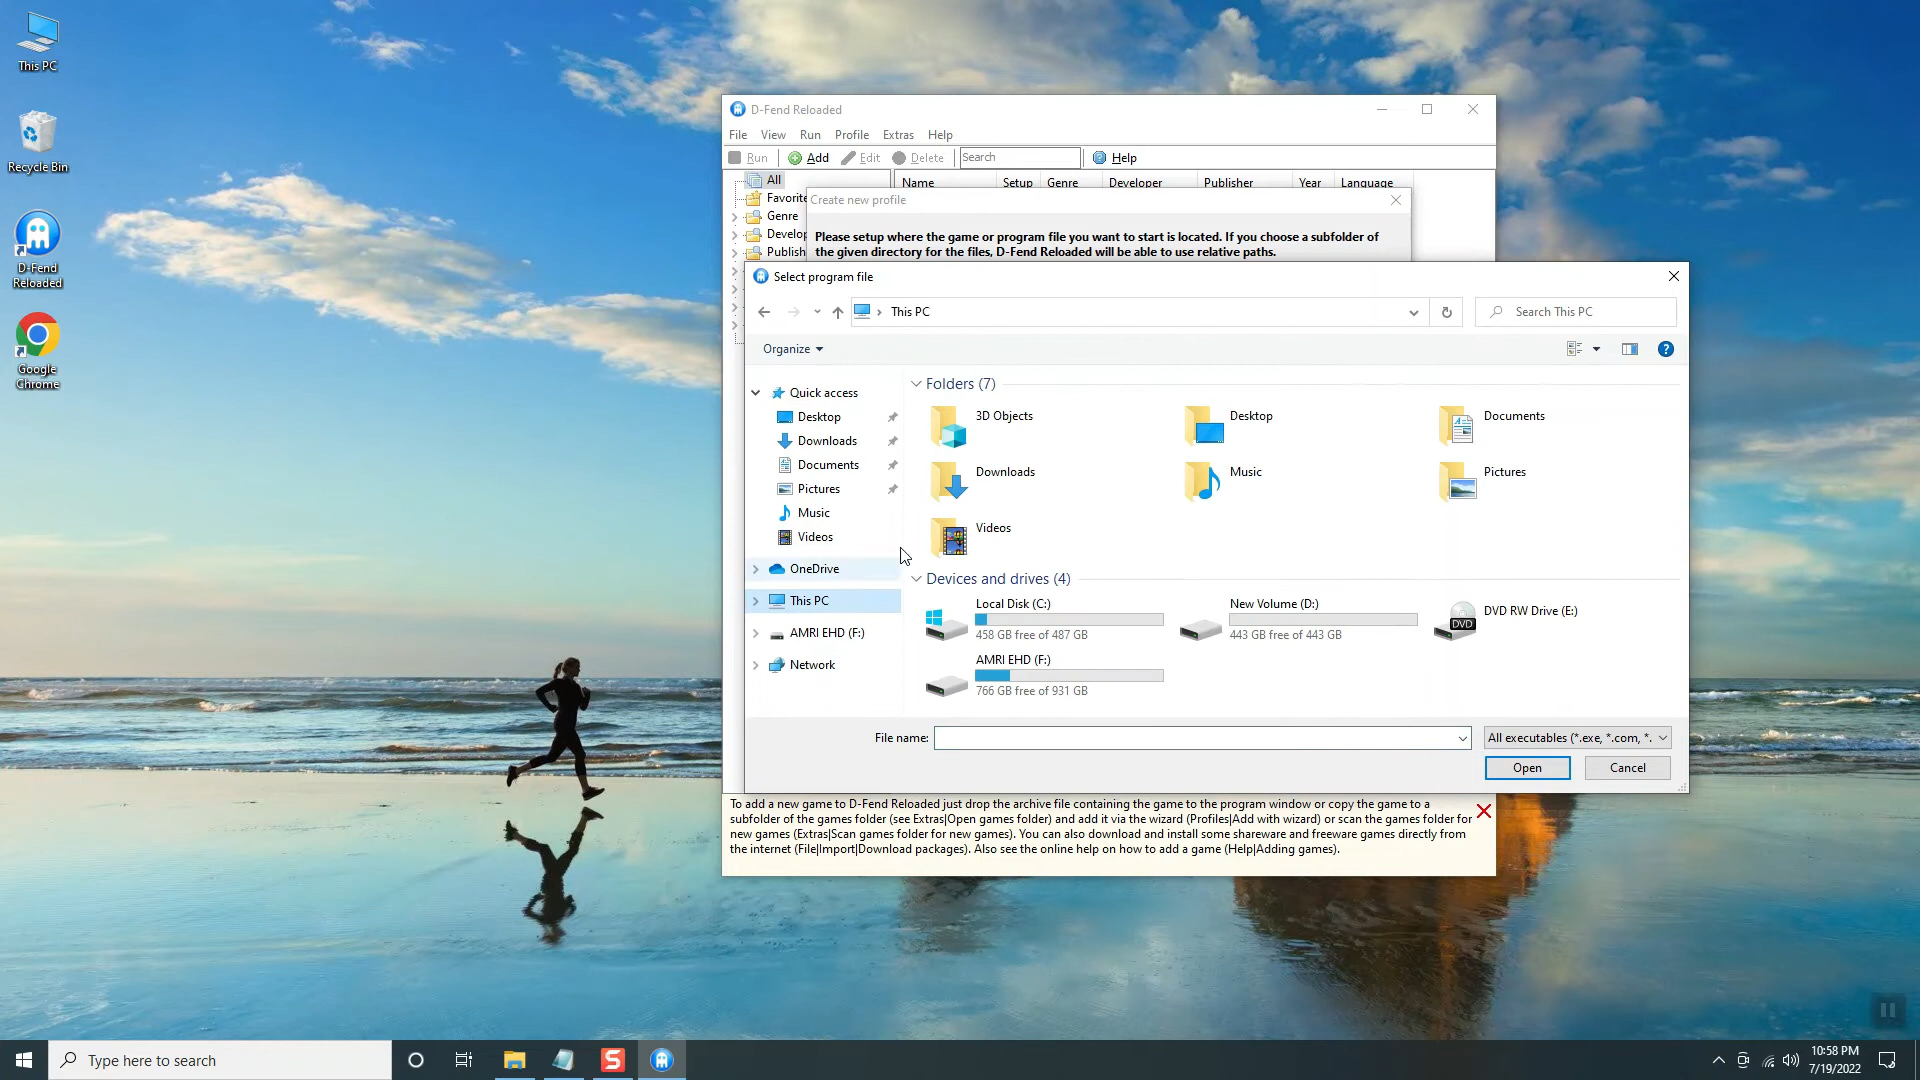 This PC
Recycle Bin
D-Fend
Reloaded
Google
Chrome
D-Fend Reloaded
File View Run Profile Extras Help
Run Add Edit Delete Search Help
All
Name Setup Genre Developer Publisher Year Language
Favorite
Genre
Develop
Publish
Create new profile
Please setup where the game or program file you want to start is located. If you choose a subfolder of
the given directory for the files, D-Fend Reloaded will be able to use relative paths.
Select program file
This PC
Search This PC
Organize
Quick access
Desktop
Downloads
Documents
Pictures
Music
Videos
OneDrive
This PC
AMRI EHD (F:)
Network
Folders (7)
3D Objects
Desktop
Documents
Downloads
Music
Pictures
Videos
Devices and drives (4)
Local Disk (C:)
458 GB free of 487 GB
New Volume (D:)
443 GB free of 443 GB
DVD RW Drive (E:)
DVD
AMRI EHD (F:)
766 GB free of 931 GB
File name:
All executables (*.exe, *.com, *.
Open Cancel
To add a new game to D-Fend Reloaded just drop the archive file containing the game to the program window or copy the game to a
subfolder of the games folder (see Extras|Open games folder) and add it via the wizard (Profiles|Add with wizard) or scan the games folder for
new games (Extras|Scan games folder for new games). You can also download and install some shareware and freeware games directly from
the internet (File|Import|Download packages). Also see the online help on how to add a game (Help|Adding games).
Type here to search
S
10:58 PM
7/19/2022